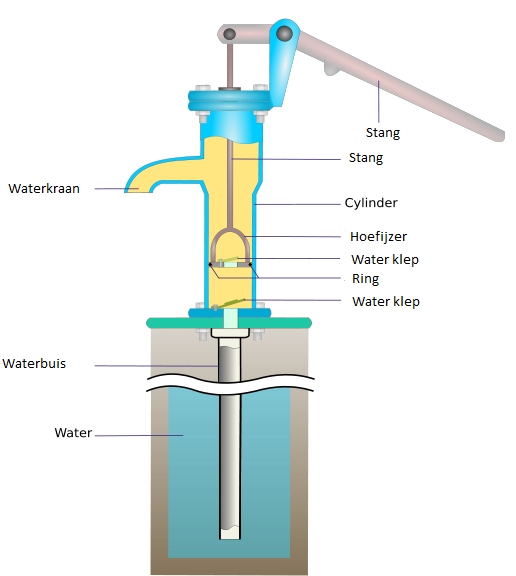 Stang
Stang
Waterkraan
Cylinder
Hoefijzer
Water klep
Ring
Water klep
Waterbuis
Water